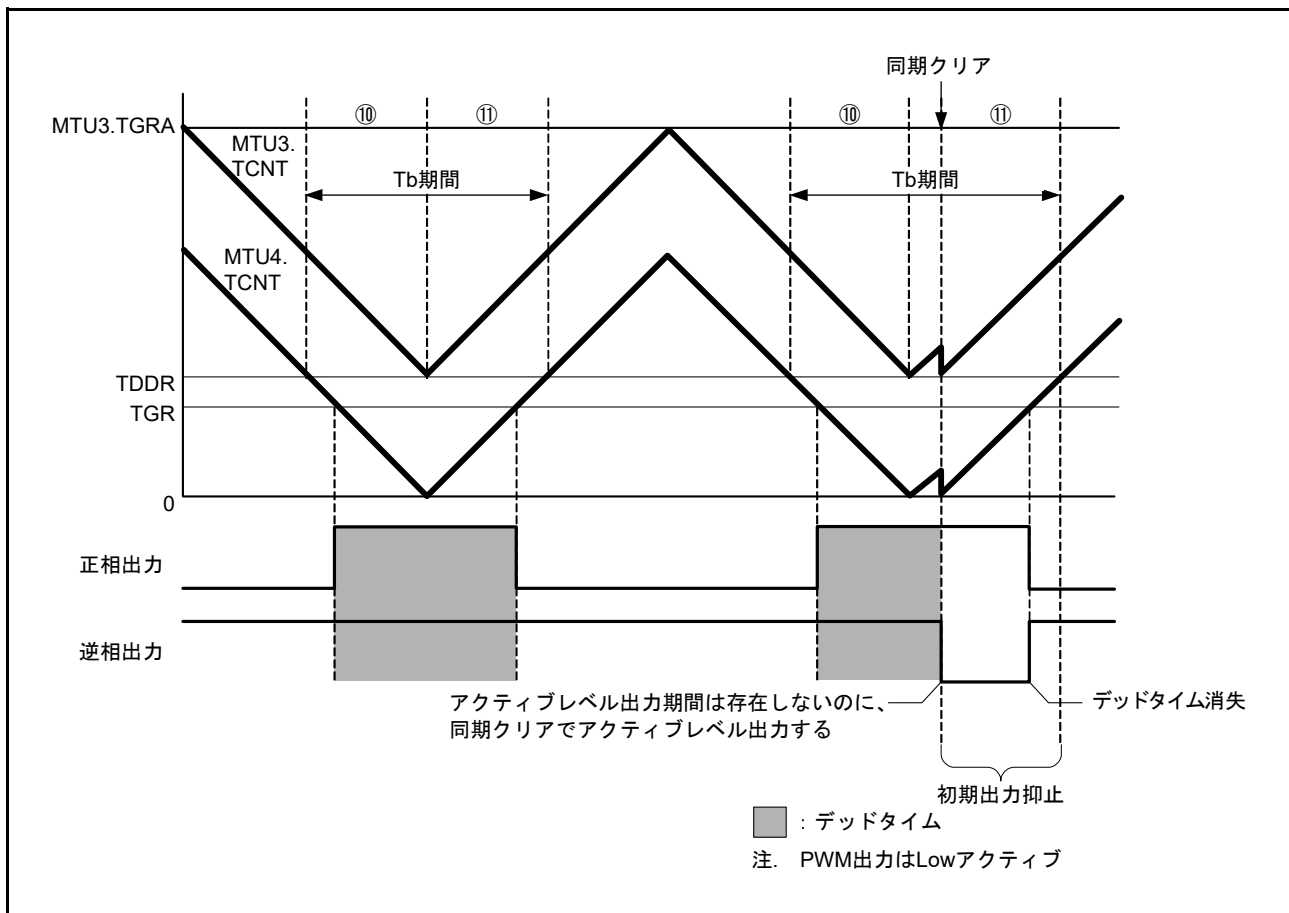 同期クリア
⑩
⑪
⑩
⑪
MTU3.TGRA
MTU3.
TCNT
Tb期間
Tb期間
MTU4.
TCNT
TDDR
TGR
0
正相出力
逆相出力
アクティブレベル出力期間は存在しないのに、
同期クリアでアクティブレベル出力する
デッドタイム消失
初期出力抑止
：デッドタイム
注. PWM出力はLowアクティブ